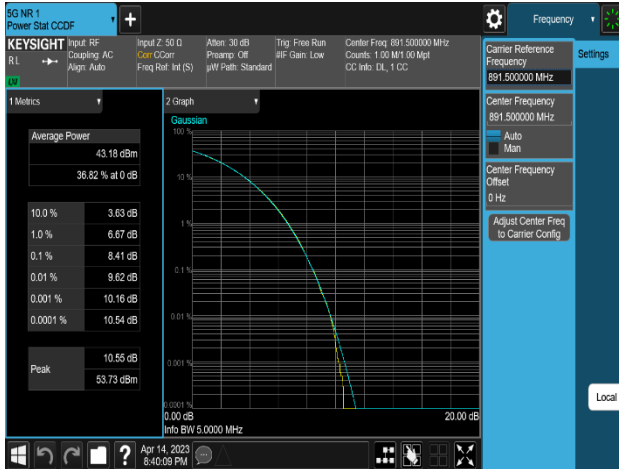 5G NR 1
Power Stat CCDF
+
Frequency
KEYSIGHT
R L
LV
Input: RF
Coupling: AC
Align: Auto
Input Z: 50 Ω
Corr CCorr
Freq Ref: Int (S)
Atten: 30 dB
Preamp: Off
µW Path: Standard
Trig: Free Run
#IF Gain: Low
Center Freq: 891.500000 MHz
Counts: 1.00 M/1.00 Mpt
CC Info: DL, 1 CC
Carrier Reference
Frequency
891.500000 MHz
Settings
1 Metrics
2 Graph
Center Frequency
891.500000 MHz
Auto
Man
Center Frequency
Offset
0 Hz
Adjust Center Freq
to Carrier Config
Average Power
43.18 dBm
36.82 % at 0 dB
10.0 % 3.63 dB
1.0 % 6.67 dB
0.1 % 8.41 dB
0.01 % 9.62 dB
0.001 % 10.16 dB
0.0001 % 10.54 dB
Peak
10.55 dB
53.73 dBm
Gaussian
100 %
10 %
1 %
0.1 %
0.01 %
0.001 %
0.0001 %
0.00 dB
20.00 dB
Info BW 5.0000 MHz
Local
?
Apr 14, 2023
8:40:09 PM